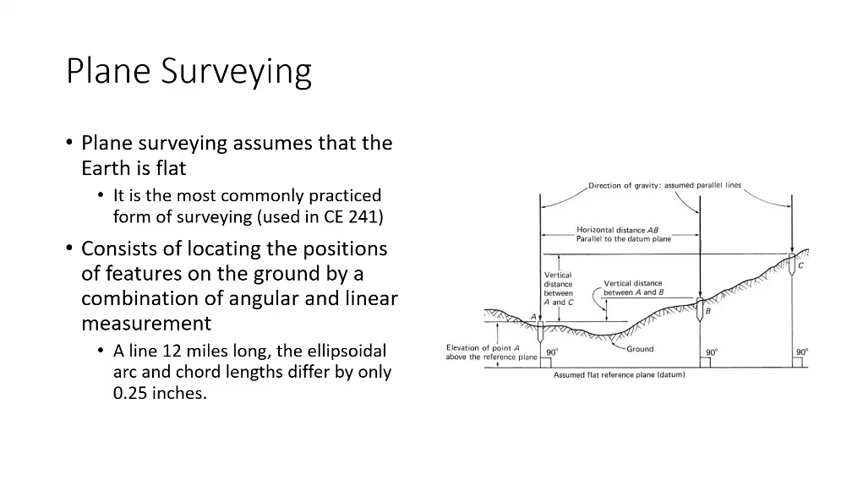 Plane Surveying
• Plane surveying assumes that the
Earth is flat
• It is the most commonly practiced
form of surveying (used in CE 241)
• Consists of locating the positions
of features on the ground by a
combination of angular and linear
measurement
• A line 12 miles long, the ellipsoidal
arc and chord lengths differ by only
0.25 inches.
Direction of gravity: assumed parallel lines
Horizontal distance AB
Parallel to the datum plane
Vertical
distance
between
A and C
Vertical distance
between A and B
C
A
B
Elevation of point A
above the reference plane
Ground
90°
90°
90°
Assumed flat reference plane (datum)